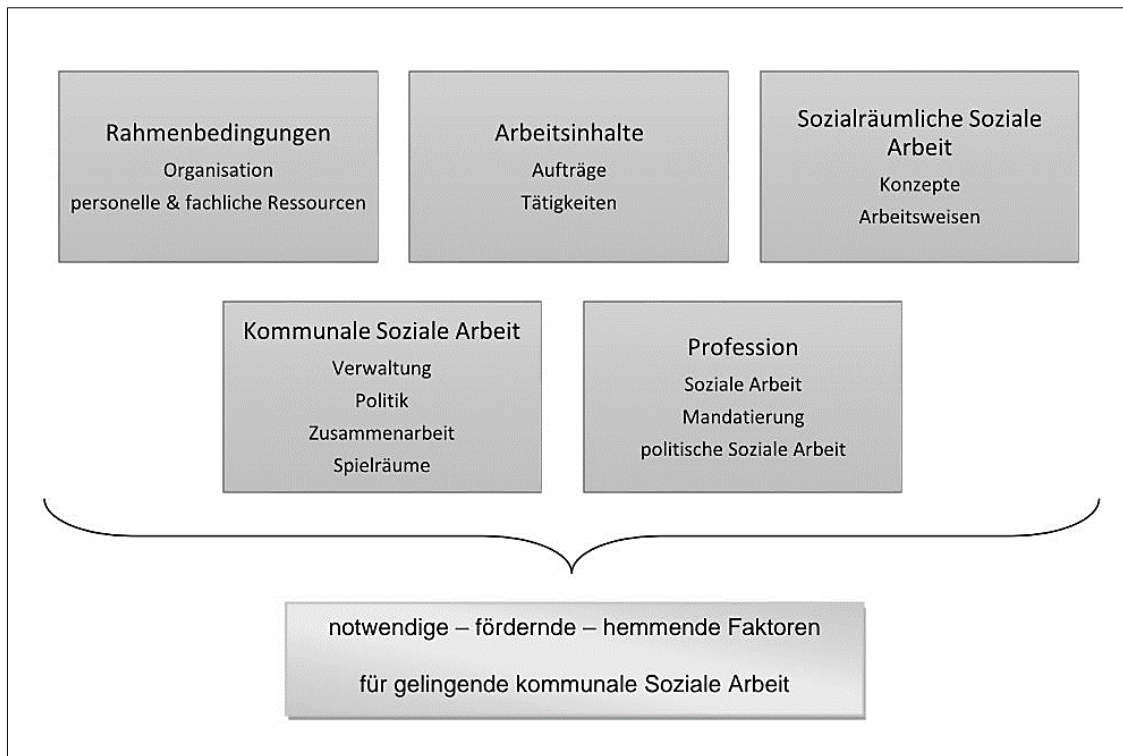 Rahmenbedingungen
Organisation
personelle & fachliche Ressourcen
Arbeitsinhalte
Aufträge
Tätigkeiten
Sozialräumliche Soziale
Arbeit
Konzepte
Arbeitsweisen
Kommunale Soziale Arbeit
Verwaltung
Politik
Zusammenarbeit
Spielräume
Profession
Soziale Arbeit
Mandatierung
politische Soziale Arbeit
notwendige – fördernde – hemmende Faktoren
für gelingende kommunale Soziale Arbeit